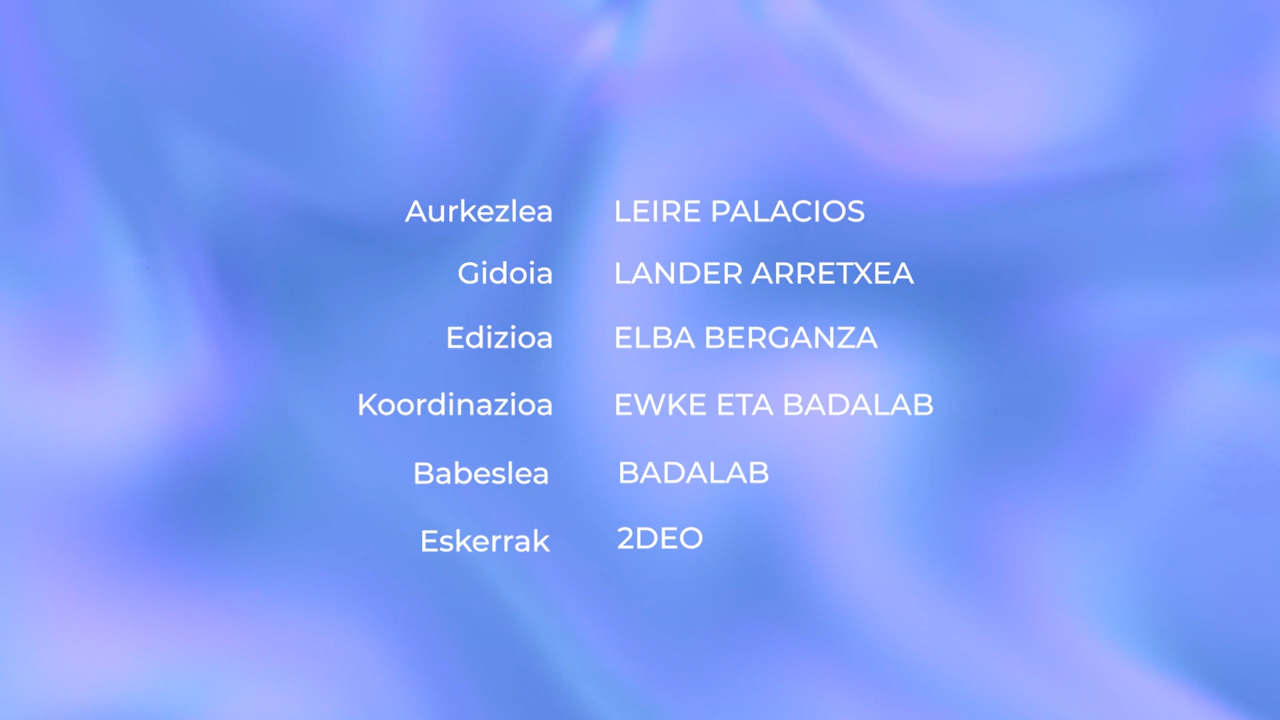 Aurkezlea LEIRE PALACIOS
Gidoia LANDER ARRETXEA
Edizioa ELBA BERGANZA
Koordinazioa EWKE ETA BADALAB
Babeslea BADALAB
Eskerrak 2DEO